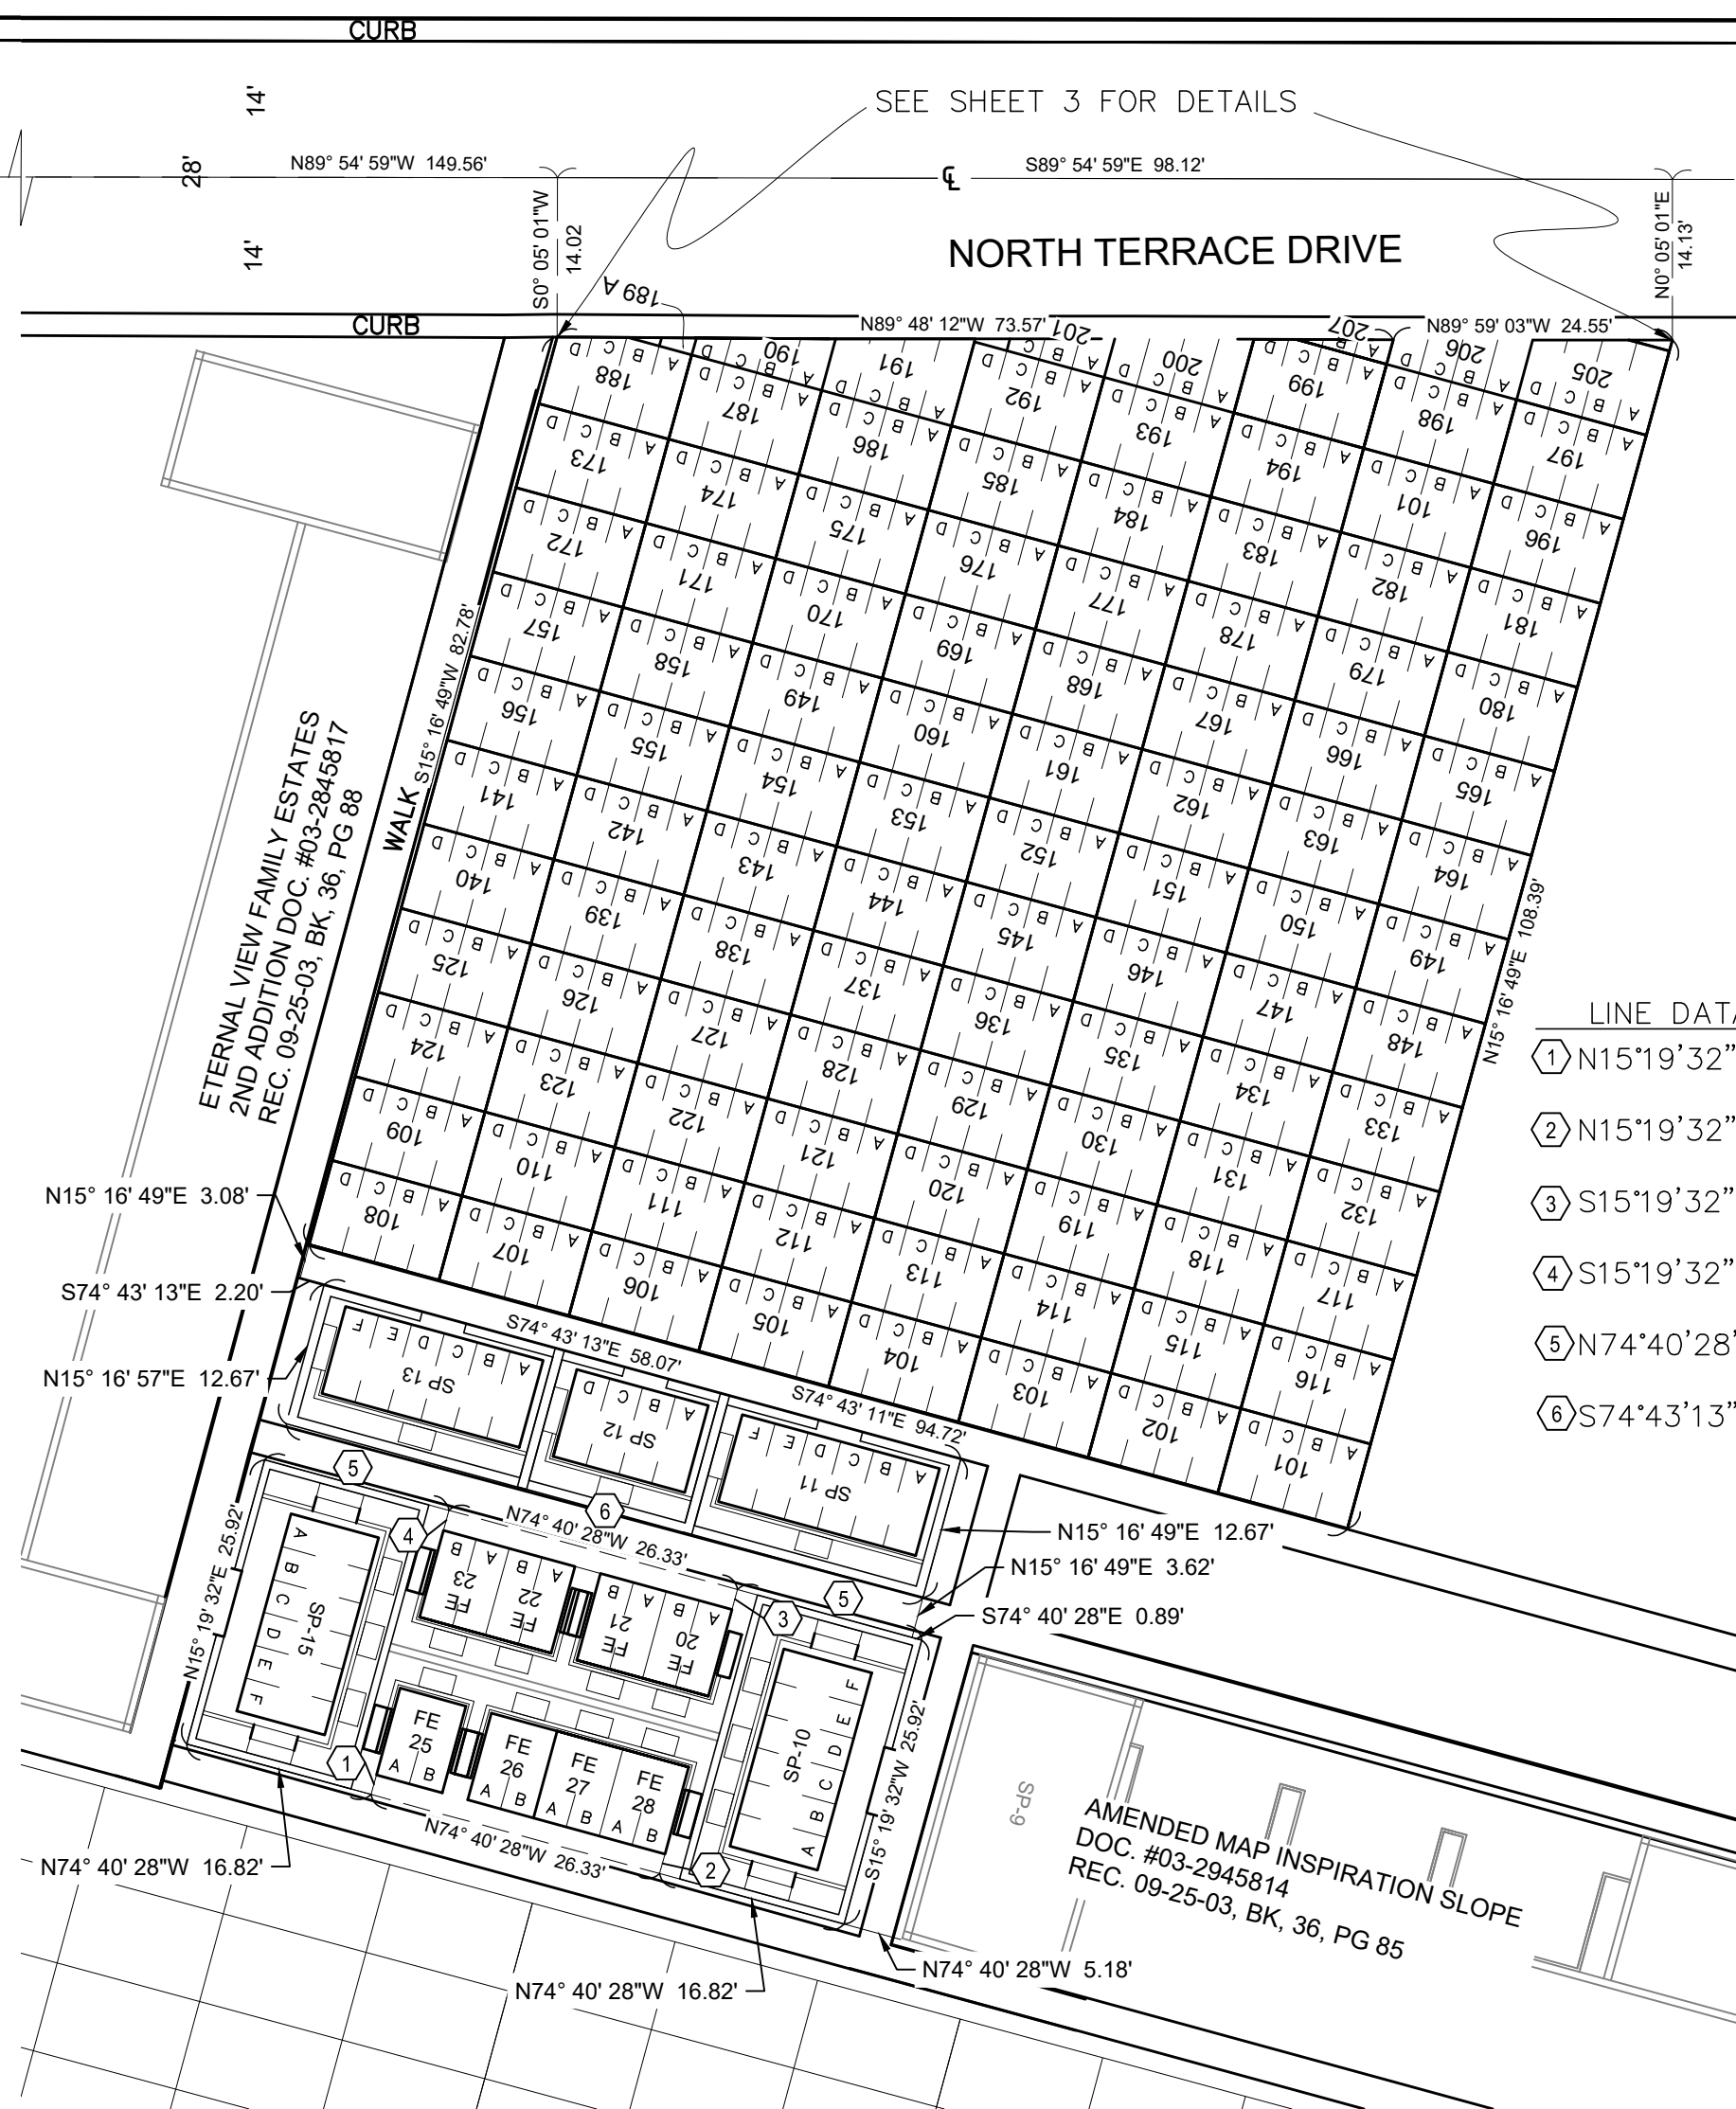 CURB
14'
SEE SHEET 3 FOR DETAILS
28'
N89° 54' 59"W 149.56'
℄
S89° 54' 59"E 98.12'
S0° 05' 01"W
14.02
N0° 05' 01"E
14.13'
14'
NORTH TERRACE DRIVE
CURB
189 A
N89° 48' 12"W 73.57'
N89° 59' 03"W 24.55'
190
201
207
188
191
200
206
205
187
192
199
186
193
198
173
185
194
197
174
184
101
196
172
175
183
182
181
171
176
177
157
170
178
158
169
179
180
156
149
168
167
155
160
166
165
141
154
161
162
142
153
163
164
140
143
152
151
139
144
150
149
125
138
145
146
126
137
147
148
124
127
136
135
123
128
134
133
109
122
129
130
110
121
131
132
108
111
120
119
107
112
118
117
106
113
114
105
115
116
104
103
102
101
A B C D
WALK
S15° 16' 49"W 82.78'
N15° 16' 49"E 108.39'
ETERNAL VIEW FAMILY ESTATES
2ND ADDITION DOC. #03-2845817
REC. 09-25-03, BK, 36, PG 88
LINE DATA
1 N15°19'32"
2 N15°19'32"
3 S15°19'32"
4 S15°19'32"
5 N74°40'28"
6 S74°43'13"
N15° 16' 49"E 3.08'
S74° 43' 13"E 2.20'
N15° 16' 57"E 12.67'
S74° 43' 13"E 58.07'
S74° 43' 11"E 94.72'
A B C D E F
SP 13
A B C D
SP 12
A B C D E F
SP 11
5
6
N74° 40' 28"W 26.33'
4
3
5
N15° 16' 49"E 12.67'
N15° 16' 49"E 3.62'
S74° 40' 28"E 0.89'
N15° 19' 32"E 25.92'
A B C D E F
SP-15
A B
FE 23
A B
FE 22
A B
FE 21
A B
FE 20
FE
25
A B
FE
26
A B
FE
27
A B
FE
28
A B
SP-10
A B C D E F
S15° 19' 32"W 25.92'
1
2
N74° 40' 28"W 26.33'
N74° 40' 28"W 16.82'
N74° 40' 28"W 16.82'
N74° 40' 28"W 5.18'
SP-9
AMENDED MAP INSPIRATION SLOPE
DOC. #03-2945814
REC. 09-25-03, BK, 36, PG 85